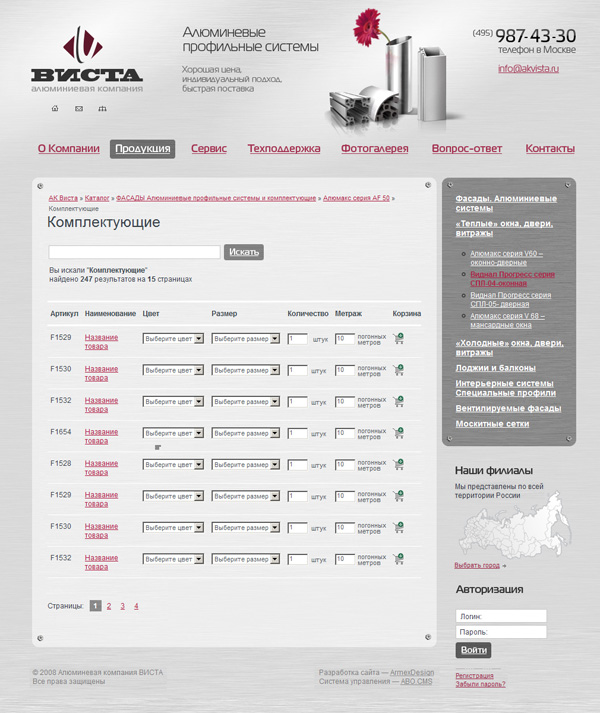 ВИСТА
алюминиевая компания
Алюминевые
профильные системы
Хорошая цена,
индивидуальный подход,
быстрая поставка
(495) 987-43-30
телефон в Москве
info@akvista.ru
О Компании Продукция Сервис Техподдержка Фотогалерея Вопрос-ответ Контакты
АК Виста » Каталог » ФАСАДЫ Алюминиевые профильные системы и комплектующие » Алюмакс серия AF 50 »
Комплектующие
Комплектующие
Искать
Вы искали "Комплектующие"
найдено 247 результатов на 15 страницах
Артикул Наименование Цвет Размер Количество Метраж Корзина
F1529 Название товара Выберите цвет Выберите размер 1 штук 10 погонных метров
F1530 Название товара Выберите цвет Выберите размер 1 штук 10 погонных метров
F1532 Название товара Выберите цвет Выберите размер 1 штук 10 погонных метров
F1654 Название товара Выберите цвет Выберите размер 1 штук 10 погонных метров
F1528 Название товара Выберите цвет Выберите размер 1 штук 10 погонных метров
F1529 Название товара Выберите цвет Выберите размер 1 штук 10 погонных метров
F1530 Название товара Выберите цвет Выберите размер 1 штук 10 погонных метров
F1532 Название товара Выберите цвет Выберите размер 1 штук 10 погонных метров
Страницы: 1 2 3 4
Фасады. Алюминиевые
системы
«Теплые» окна, двери,
витражы
Алюмакс серия V60 –
оконно-дверные
Виднал Прогресс серия
СПЛ-04-оконная
Виднал Прогресс серия
СПЛ-05- дверная
Алюмакс серия V 68 –
мансардные окна
«Холодные» окна, двери,
витражы
Лоджии и балконы
Интерьерные системы
Специальные профили
Вентилируемые фасады
Москитные сетки
Наши филиалы
Мы представлены по всей
территории России
Выбрать город
Авторизация
Логин:
Пароль:
Войти
Регистрация
Забыли пароль?
© 2008 Алюминиевая компания ВИСТА
Все права защищены
Разработка сайта — ArmexDesign
Система управления — ABO.CMS